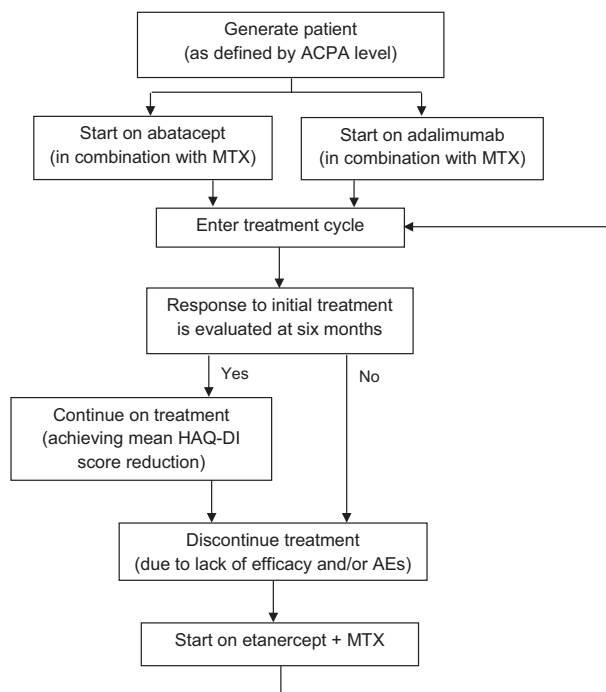 Generate patient
(as defined by ACPA level)
Start on abatacept
(in combination with MTX)
Start on adalimumab
(in combination with MTX)
Enter treatment cycle
Response to initial treatment
is evaluated at six months
Yes
No
Continue on treatment
(achieving mean HAQ-DI
score reduction)
Discontinue treatment
(due to lack of efficacy and/or AEs)
Start on etanercept + MTX